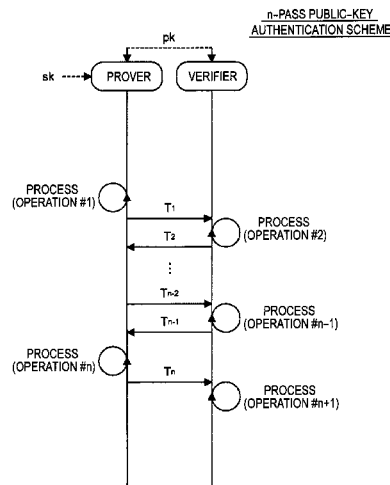 n-PASS PUBLIC-KEY
AUTHENTICATION SCHEME
pk
sk
PROVER
VERIFIER
PROCESS
(OPERATION #1)
T1
PROCESS
(OPERATION #2)
T2
⋮
Tn-2
PROCESS
(OPERATION #n-1)
Tn-1
PROCESS
(OPERATION #n)
Tn
PROCESS
(OPERATION #n+1)